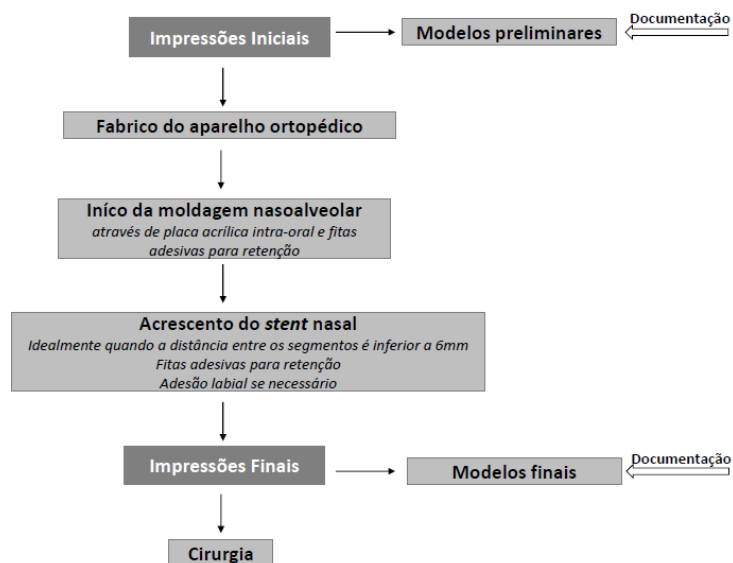 Documentação
Impressões Iniciais
Modelos preliminares
Fabrico do aparelho ortopédico
Iníco da moldagem nasoalveolar
através de placa acrílica intra-oral e fitas
adesivas para retenção
Acrescento do stent nasal
Idealmente quando a distância entre os segmentos é inferior a 6mm
Fitas adesivas para retenção
Adesão labial se necessário
Impressões Finais
Modelos finais
Documentação
Cirurgia